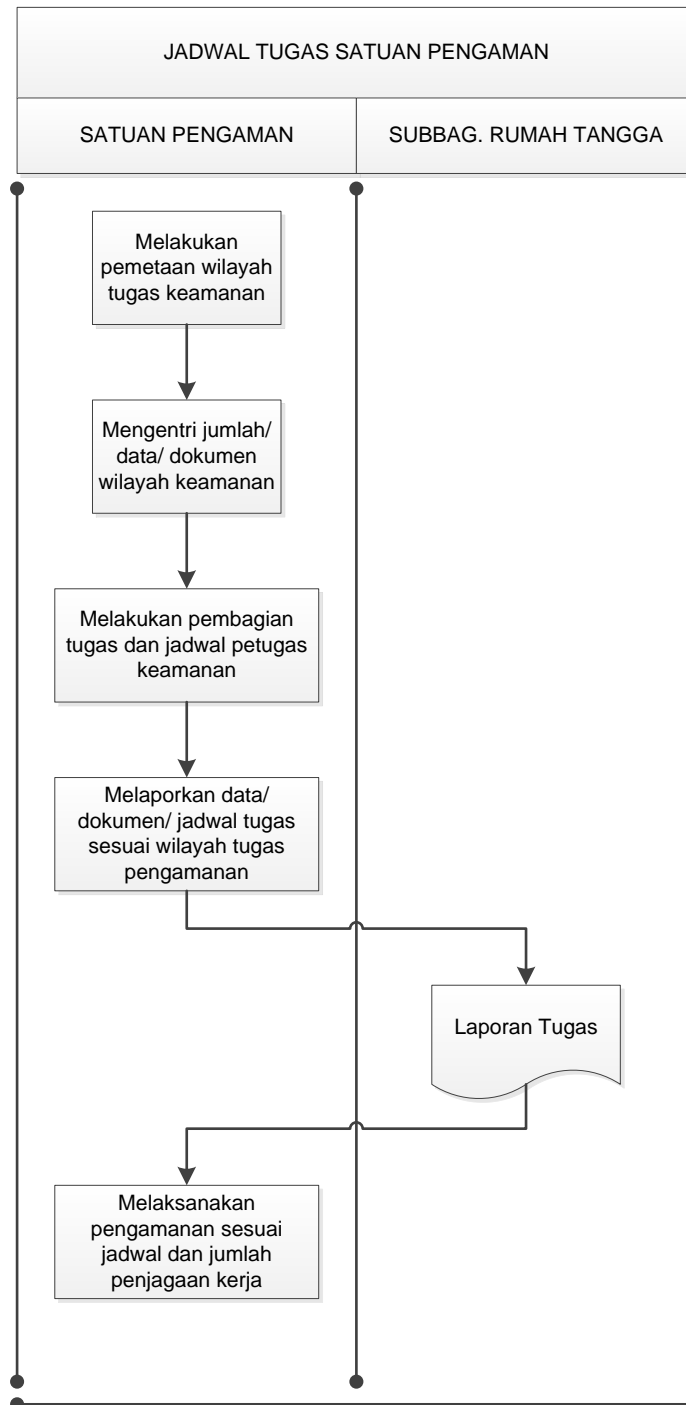 JADWAL TUGAS SATUAN PENGAMAN
SATUAN PENGAMAN
SUBBAG. RUMAH TANGGA
Melakukan
pemetaan wilayah
tugas keamanan
Mengentri jumlah/
data/ dokumen
wilayah keamanan
Melakukan pembagian
tugas dan jadwal petugas
keamanan
Melaporkan data/
dokumen/ jadwal tugas
sesuai wilayah tugas
pengamanan
Laporan Tugas
Melaksanakan
pengamanan sesuai
jadwal dan jumlah
penjagaan kerja